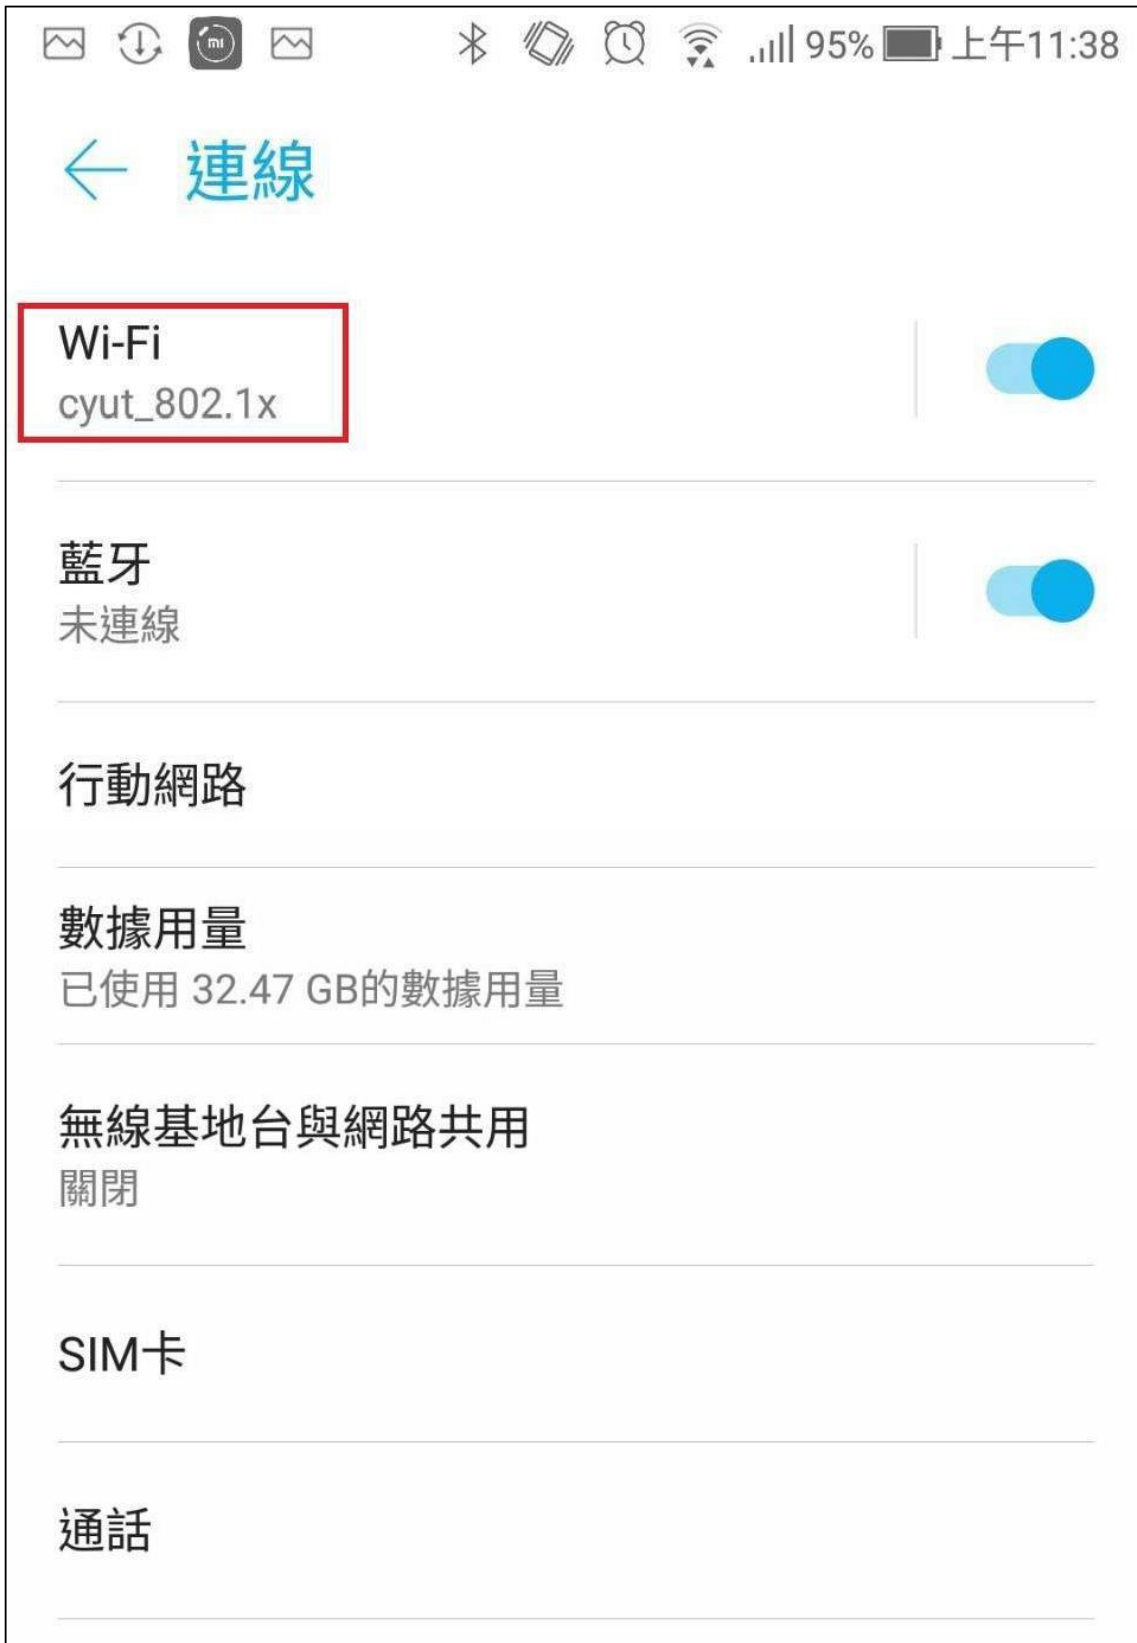 mi 95% 上午11:38
連線
Wi-Fi
cyut_802.1x
藍牙
未連線
行動網路
數據用量
已使用 32.47 GB的數據用量
無線基地台與網路共用
關閉
SIM卡
通話